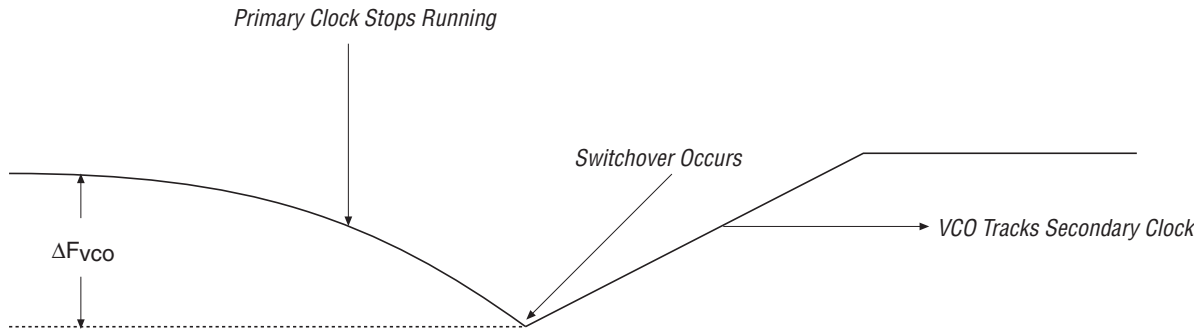 Primary Clock Stops Running
Switchover Occurs
VCO Tracks Secondary Clock
ΔFvco